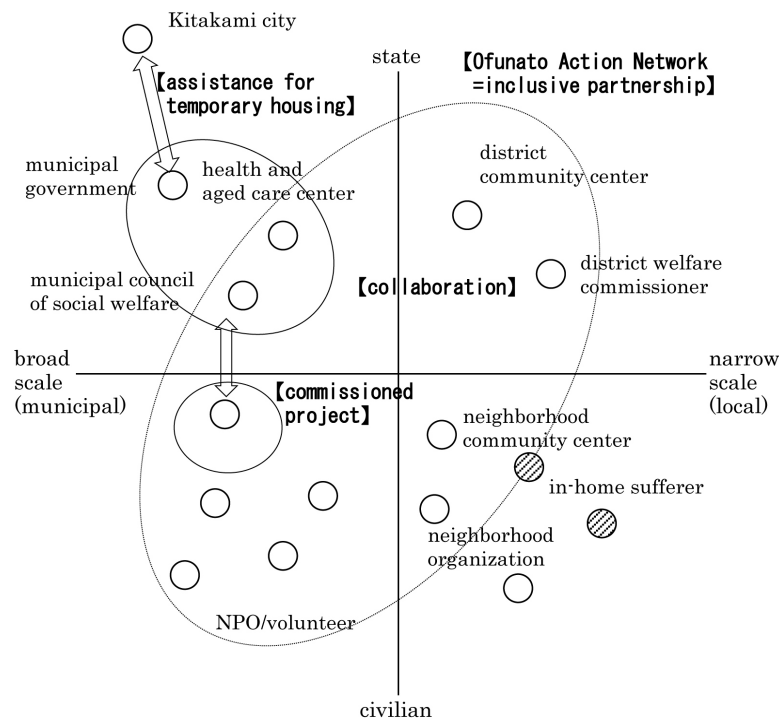 Kitakami city
state
【Ofunato Action Network
=inclusive partnership】
【assistance for
temporary housing】
municipal
government
health and
aged care center
district
community center
municipal council
of social welfare
【collaboration】
district welfare
commissioner
broad
scale
(municipal)
narrow
scale
(local)
【commissioned
project】
neighborhood
community center
in-home sufferer
neighborhood
organization
NPO/volunteer
civilian